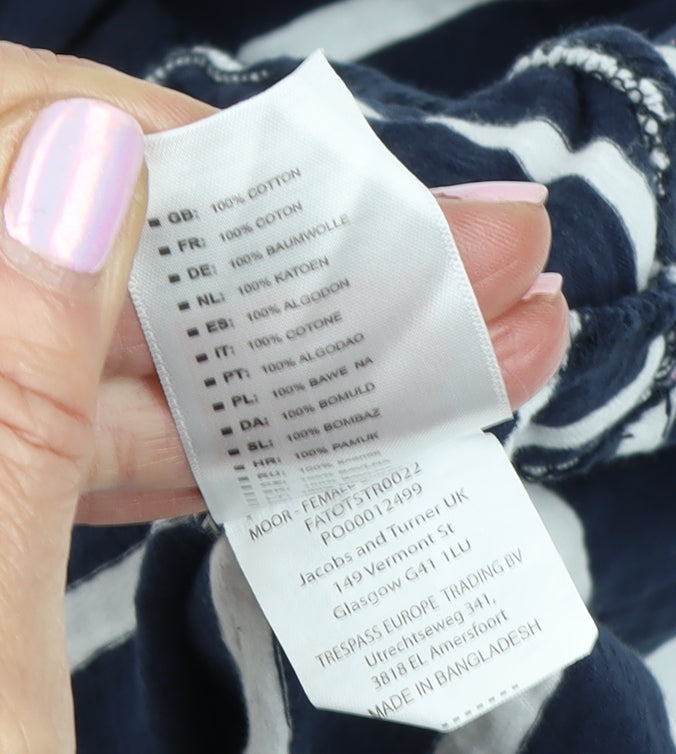 GB: 100% COTTON
FR: 100% COTON
DE: 100% BAUMWOLLE
NL: 100% KATOEN
ES: 100% ALGODON
IT: 100% COTONE
PT: 100% ALGODAO
PL: 100% BAWE NA
DA: 100% BOMULD
SL: 100% BOMBAZ
HR: 100% PAMUK
MOOR - FEMALE
FATOTSTR0022
PO00012499
Jacobs and Turner UK
149 Vermont St
Glasgow G41 1LU
TRESPASS EUROPE TRADING BV
Utrechtseweg 341,
3818 EL Amersfoort
MADE IN BANGLADESH